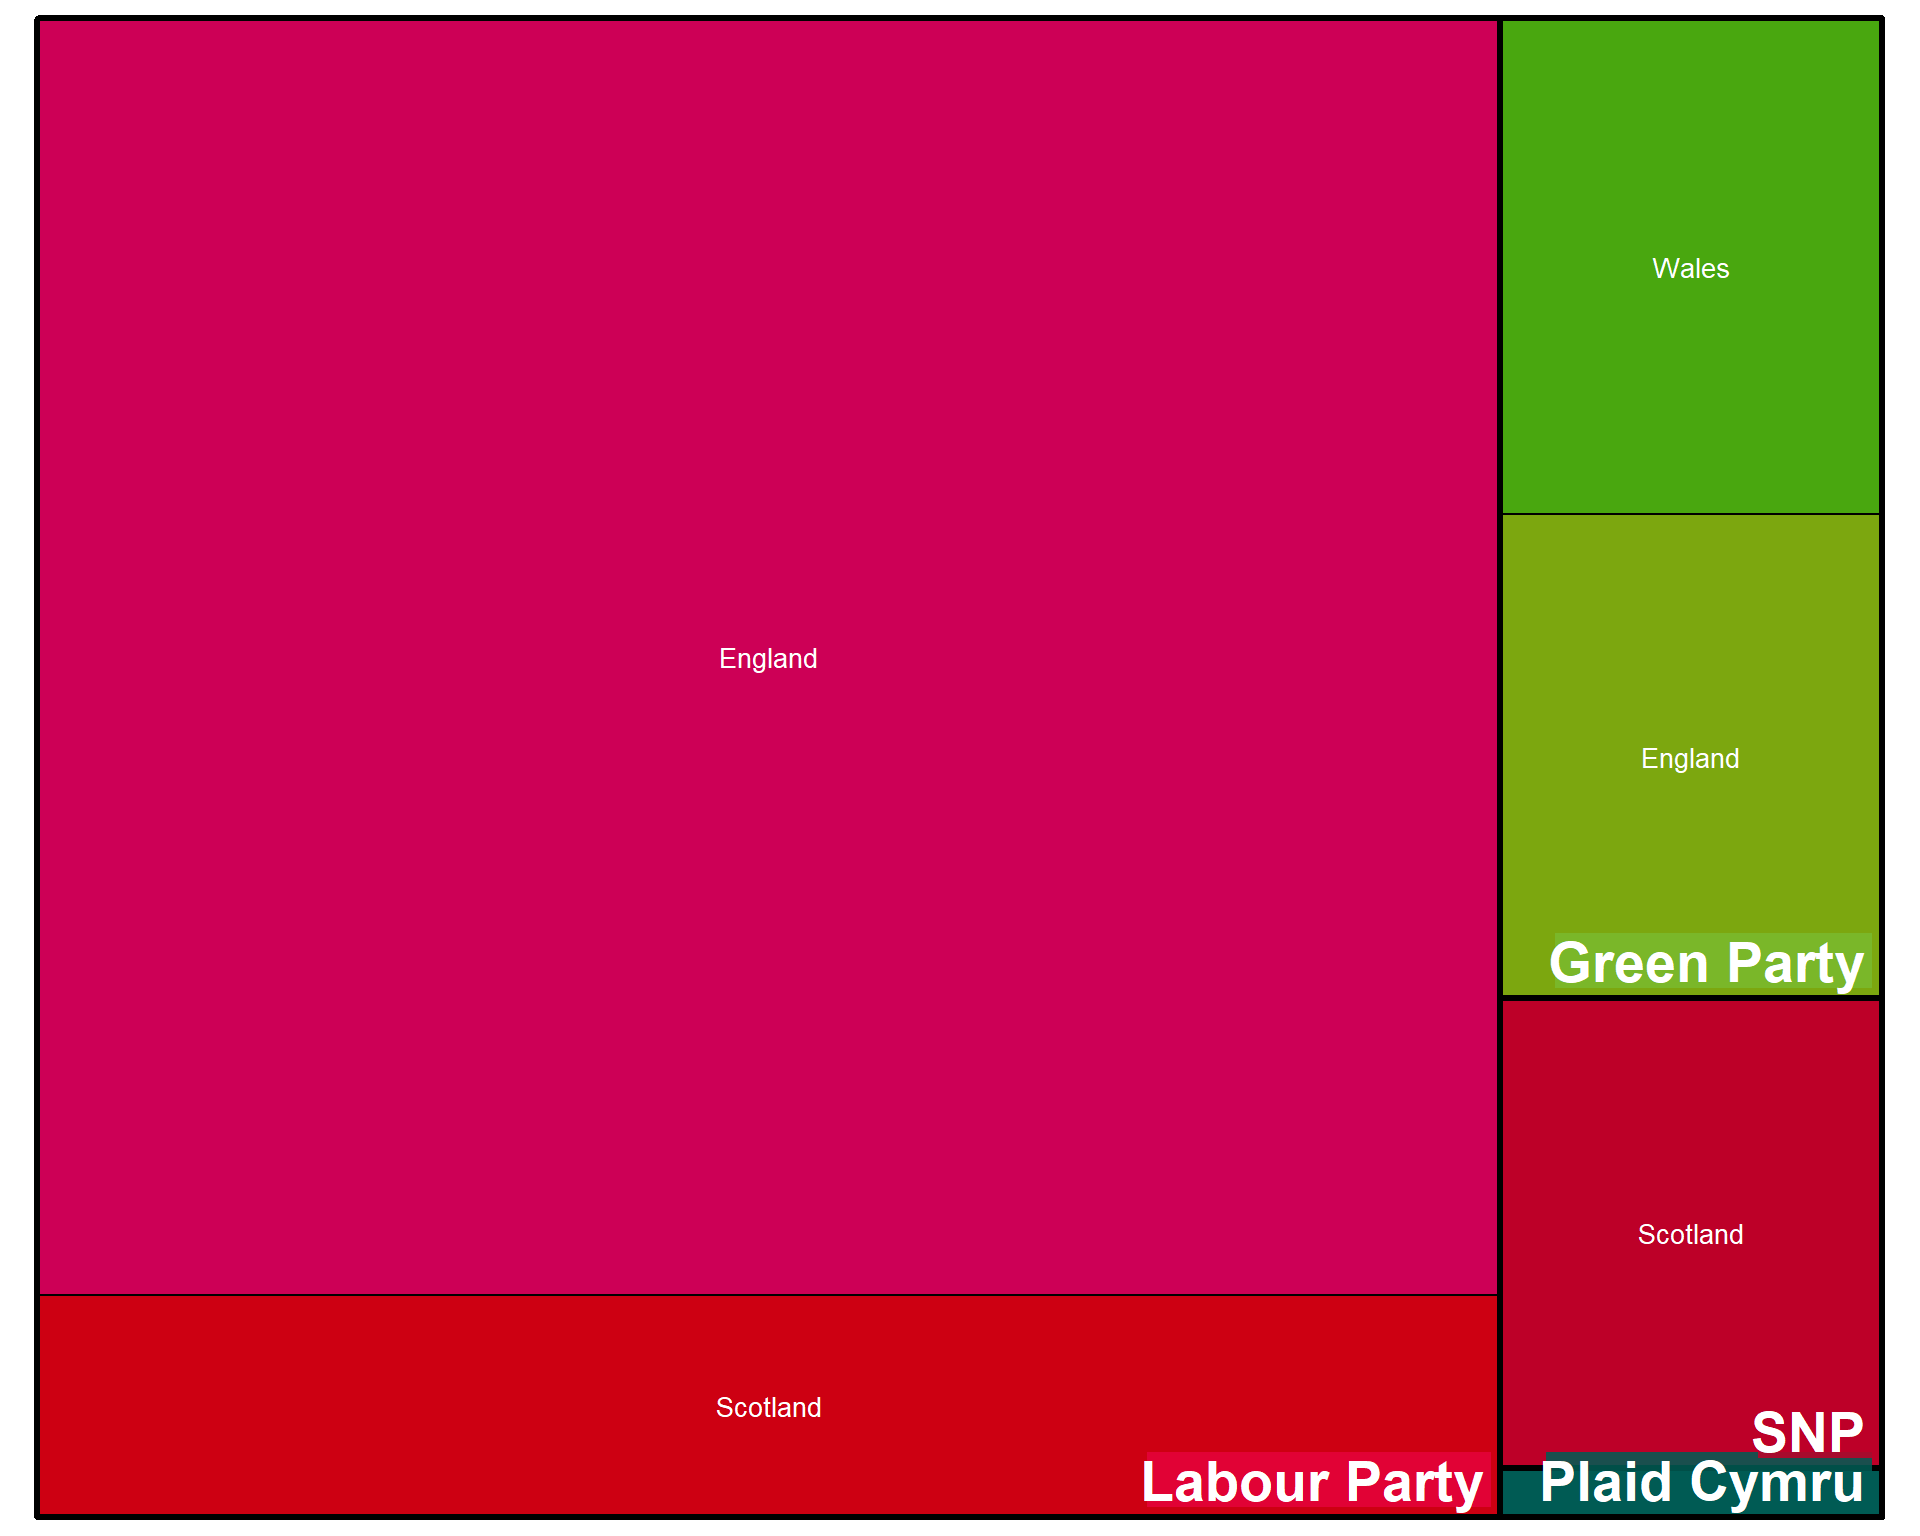 Wales
England
England
Green Party
Scotland
Scotland
SNP
Labour Party
Plaid Cymru